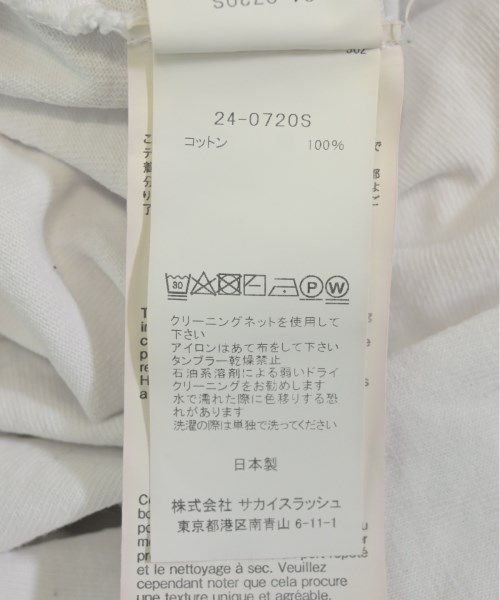 24-0720S
コットン 100%
30
P W
クリーニングネットを使用して
下さい
アイロンはあて布をして下さい
タンブラー乾燥禁止
石油系溶剤による弱いドライ
クリーニングをお勧めします
水で濡れた際に色移りする恐
れがあります
洗濯の際は単独で洗ってください
日本製
株式会社 サカイスラッシュ
東京都港区南青山 6-11-1
et le nettoyage à sec. Veuillez
cependant noter que cela procure
une texture unique et agréable.